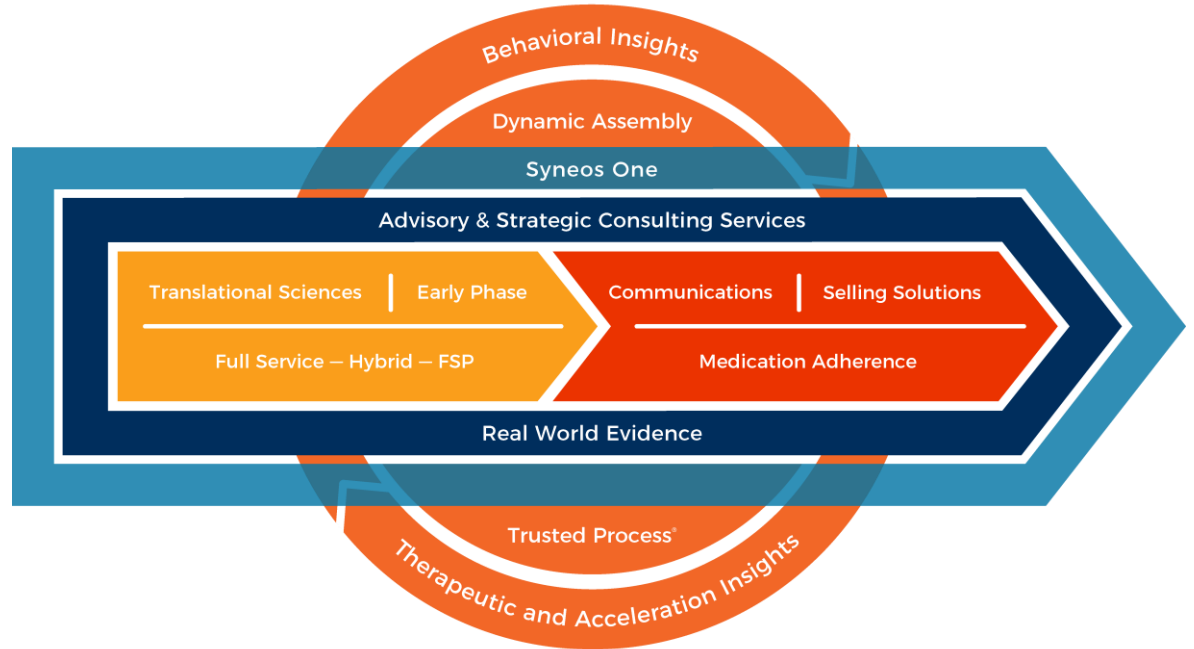 Behavioral Insights
Dynamic Assembly
Syneos One
Advisory & Strategic Consulting Services
Translational Sciences
Early Phase
Communications
Selling Solutions
Full Service — Hybrid — FSP
Medication Adherence
Real World Evidence
Trusted Process®
Therapeutic and Acceleration Insights